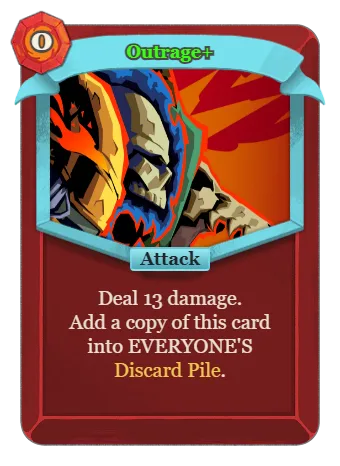 0
Outrage+
Attack
Deal 13 damage.
Add a copy of this card
into EVERYONE'S
Discard Pile.